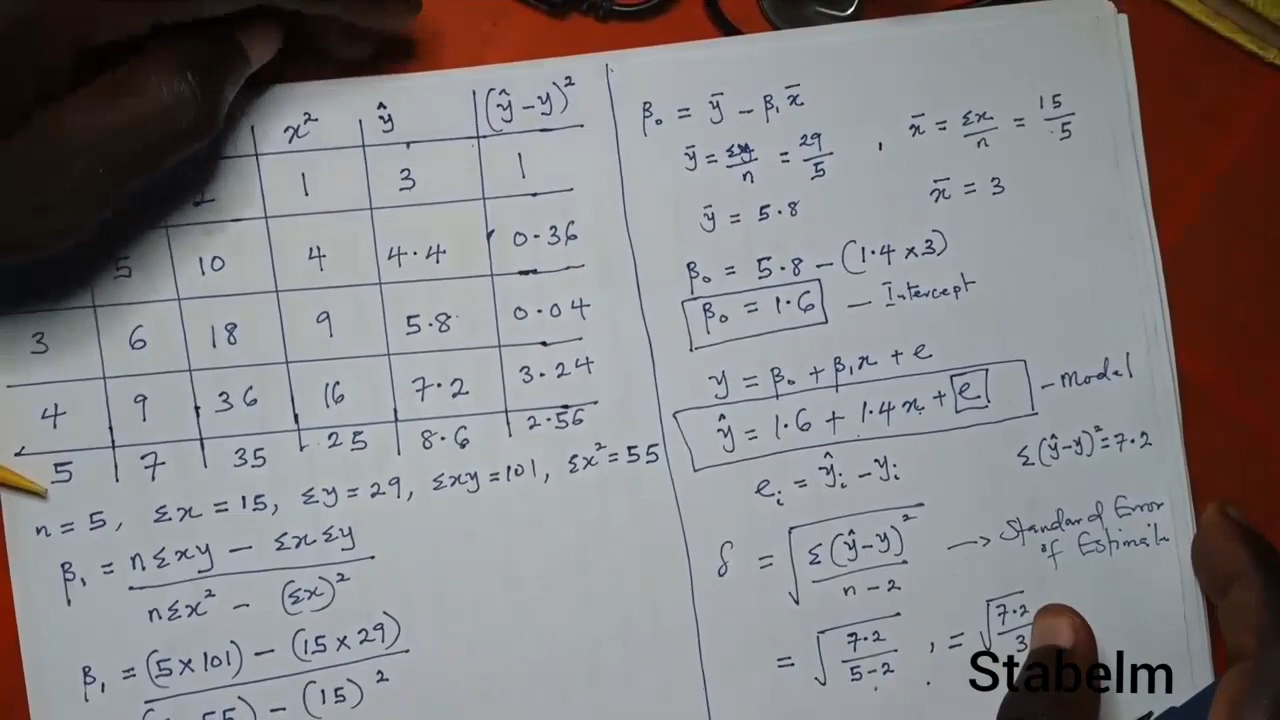 x² ŷ (ŷ-y)²
2 1 3 1
5 10 4 4.4 0.36
3 6 18 9 5.8 0.04
4 9 36 16 7.2 3.24
5 7 35 25 8.6 2.56
n = 5, Σx = 15, Σy = 29, Σxy = 101, Σx² = 55
β₁ = nΣxy - ΣxΣy / nΣx² - (Σx)²
β₁ = (5×101) - (15×29) / 55) - (15)²
β₀ = ȳ - β₁x̄
ȳ = Σy/n = 29/5 , x̄ = Σx/n = 15/5
ȳ = 5.8 x̄ = 3
β₀ = 5.8 - (1.4×3)
β₀ = 1.6 — Intercept
y = β₀ + β₁x + e
ŷ = 1.6 + 1.4x + e - Model
eᵢ = ŷᵢ - yᵢ Σ(ŷ-y)² = 7.2
δ = √(Σ(ŷ-y)² / n-2) → Standard Error
of Estimate
= √(7.2 / 5-2) , = √(7.2 / 3
Stabelm